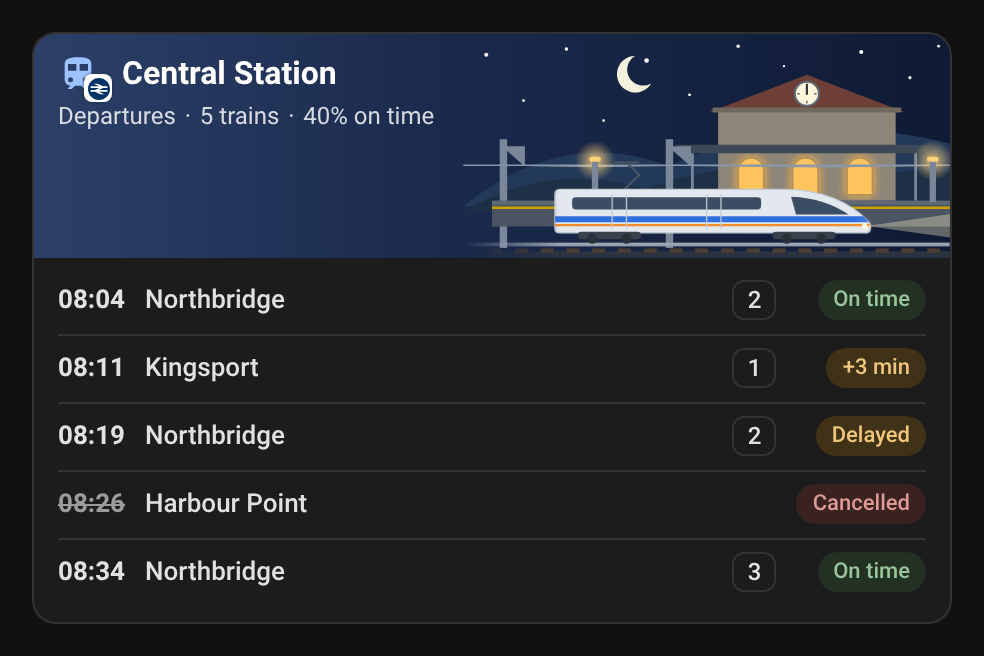 Central Station
Departures · 5 trains · 40% on time
08:04 Northbridge 2 On time
08:11 Kingsport 1 +3 min
08:19 Northbridge 2 Delayed
08:26 Harbour Point Cancelled
08:34 Northbridge 3 On time